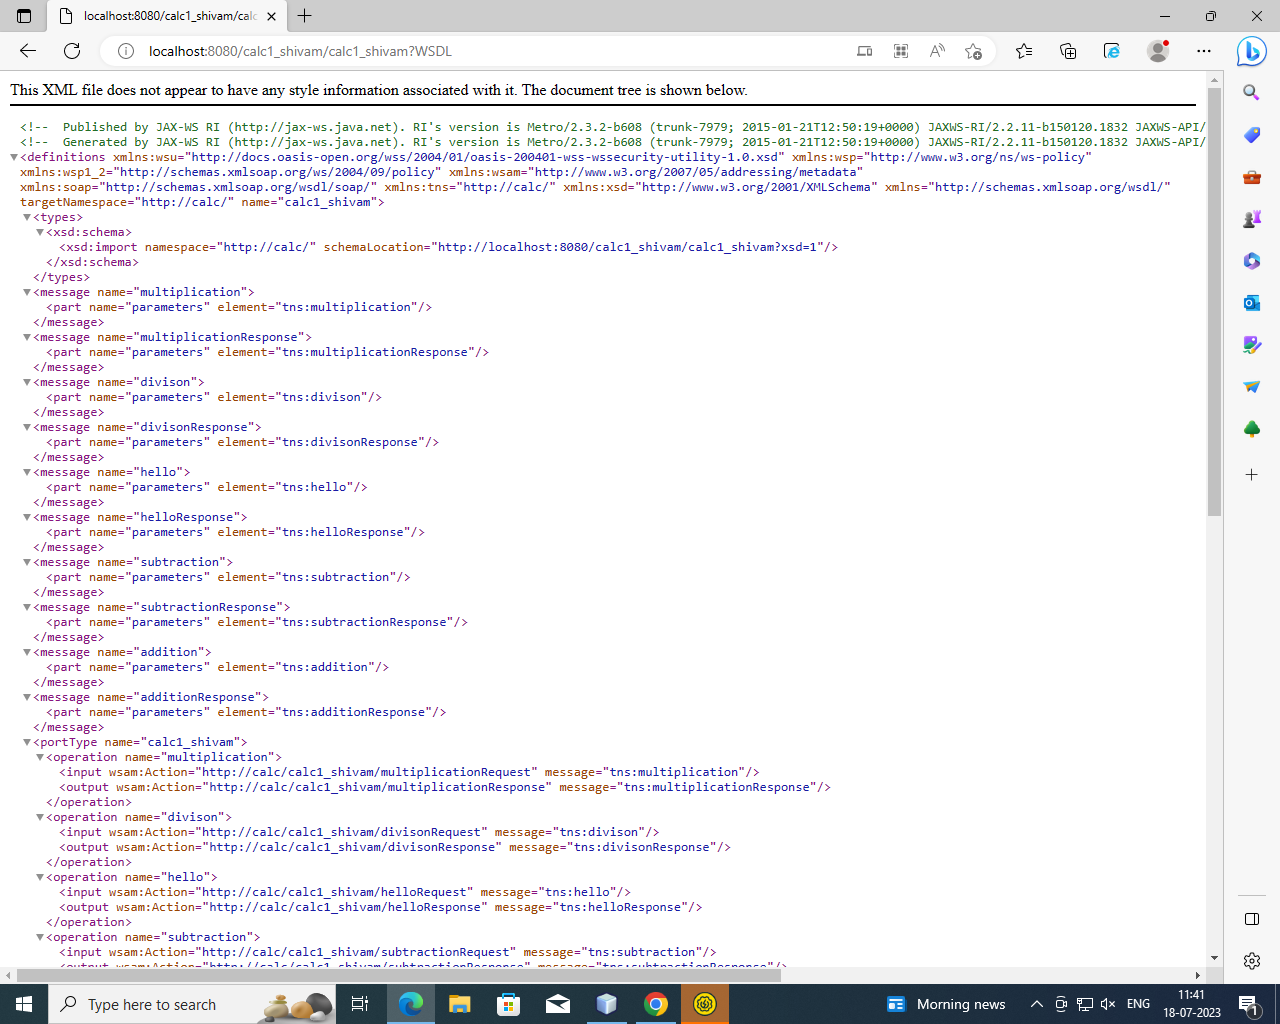 localhost:8080/calc1_shivam/calc
localhost:8080/calc1_shivam/calc1_shivam?WSDL
This XML file does not appear to have any style information associated with it. The document tree is shown below.
<!-- Published by JAX-WS RI (http://jax-ws.java.net). RI's version is Metro/2.3.2-b608 (trunk-7979; 2015-01-21T12:50:19+0000) JAXWS-RI/2.2.11-b150120.1832 JAXWS-API/
<!-- Generated by JAX-WS RI (http://jax-ws.java.net). RI's version is Metro/2.3.2-b608 (trunk-7979; 2015-01-21T12:50:19+0000) JAXWS-RI/2.2.11-b150120.1832 JAXWS-API/
<definitions xmlns:wsu="http://docs.oasis-open.org/wss/2004/01/oasis-200401-wss-wssecurity-utility-1.0.xsd" xmlns:wsp="http://www.w3.org/ns/ws-policy"
xmlns:wsp1_2="http://schemas.xmlsoap.org/ws/2004/09/policy" xmlns:wsam="http://www.w3.org/2007/05/addressing/metadata"
xmlns:soap="http://schemas.xmlsoap.org/wsdl/soap/" xmlns:tns="http://calc/" xmlns:xsd="http://www.w3.org/2001/XMLSchema" xmlns="http://schemas.xmlsoap.org/wsdl/"
targetNamespace="http://calc/" name="calc1_shivam">
<types>
<xsd:schema>
<xsd:import namespace="http://calc/" schemaLocation="http://localhost:8080/calc1_shivam/calc1_shivam?xsd=1"/>
</xsd:schema>
</types>
<message name="multiplication">
<part name="parameters" element="tns:multiplication"/>
</message>
<message name="multiplicationResponse">
<part name="parameters" element="tns:multiplicationResponse"/>
</message>
<message name="divison">
<part name="parameters" element="tns:divison"/>
</message>
<message name="divisonResponse">
<part name="parameters" element="tns:divisonResponse"/>
</message>
<message name="hello">
<part name="parameters" element="tns:hello"/>
</message>
<message name="helloResponse">
<part name="parameters" element="tns:helloResponse"/>
</message>
<message name="subtraction">
<part name="parameters" element="tns:subtraction"/>
</message>
<message name="subtractionResponse">
<part name="parameters" element="tns:subtractionResponse"/>
</message>
<message name="addition">
<part name="parameters" element="tns:addition"/>
</message>
<message name="additionResponse">
<part name="parameters" element="tns:additionResponse"/>
</message>
<portType name="calc1_shivam">
<operation name="multiplication">
<input wsam:Action="http://calc/calc1_shivam/multiplicationRequest" message="tns:multiplication"/>
<output wsam:Action="http://calc/calc1_shivam/multiplicationResponse" message="tns:multiplicationResponse"/>
</operation>
<operation name="divison">
<input wsam:Action="http://calc/calc1_shivam/divisonRequest" message="tns:divison"/>
<output wsam:Action="http://calc/calc1_shivam/divisonResponse" message="tns:divisonResponse"/>
</operation>
<operation name="hello">
<input wsam:Action="http://calc/calc1_shivam/helloRequest" message="tns:hello"/>
<output wsam:Action="http://calc/calc1_shivam/helloResponse" message="tns:helloResponse"/>
</operation>
<operation name="subtraction">
<input wsam:Action="http://calc/calc1_shivam/subtractionRequest" message="tns:subtraction"/>
<output wsam:Action="http://calc/calc1_shivam/subtractionResponse" message="tns:subtractionResponse"/>
Type here to search
Morning news
ENG
11:41
18-07-2023
1